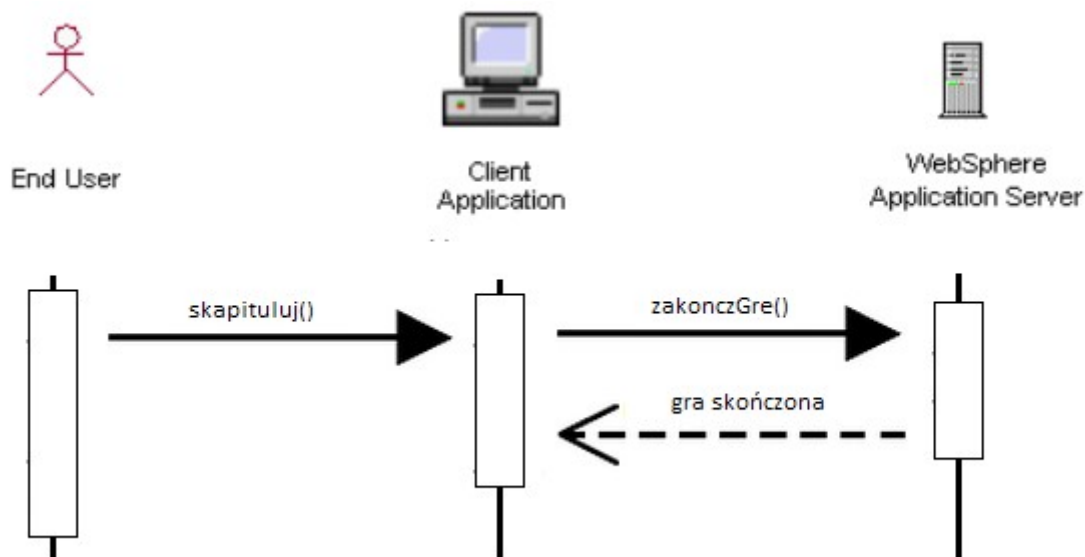 End User
Client
Application
WebSphere
Application Server
skapituluj()
zakonczGre()
gra skończona